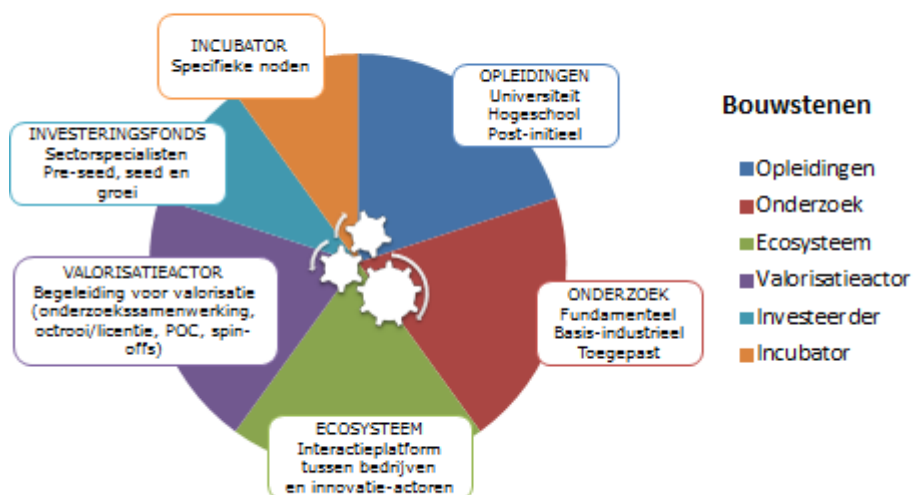 INCUBATOR
Specifieke noden
OPLEIDINGEN
Universiteit
Hogeschool
Post-initieel
INVESTERINGSFONDS
Sectorspecialisten
Pre-seed, seed en
groei
VALORISATIEACTOR
Begeleiding voor valorisatie
(onderzoekssamenwerking,
octrooi/licentie, POC, spin-
offs)
ONDERZOEK
Fundamenteel
Basis-industrieel
Toegepast
ECOSYSTEEM
Interactieplatform
tussen bedrijven
en innovatie-actoren
Bouwstenen
Opleidingen
Onderzoek
Ecosysteem
Valorisatieactor
Investeerder
Incubator